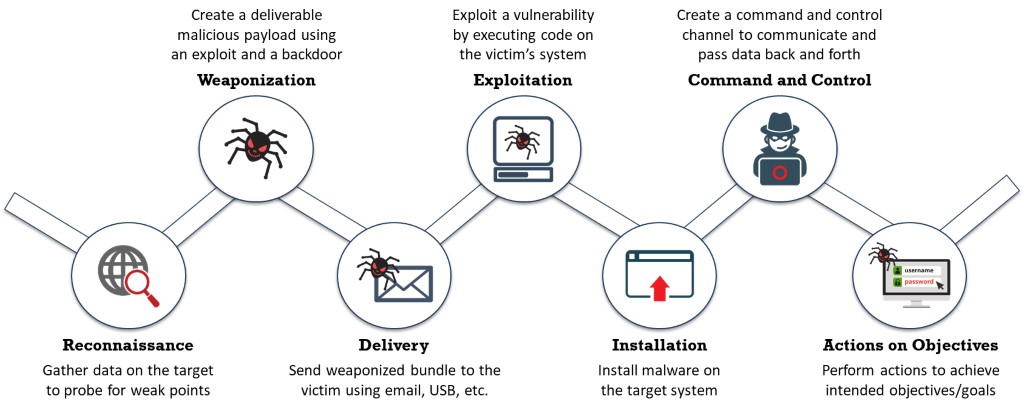 Create a deliverable
malicious payload using
an exploit and a backdoor
Weaponization
Exploit a vulnerability
by executing code on
the victim's system
Exploitation
Create a command and control
channel to communicate and
pass data back and forth
Command and Control
Reconnaissance
Gather data on the target
to probe for weak points
Delivery
Send weaponized bundle to the
victim using email, USB, etc.
Installation
Install malware on
the target system
username
password
Actions on Objectives
Perform actions to achieve
intended objectives/goals